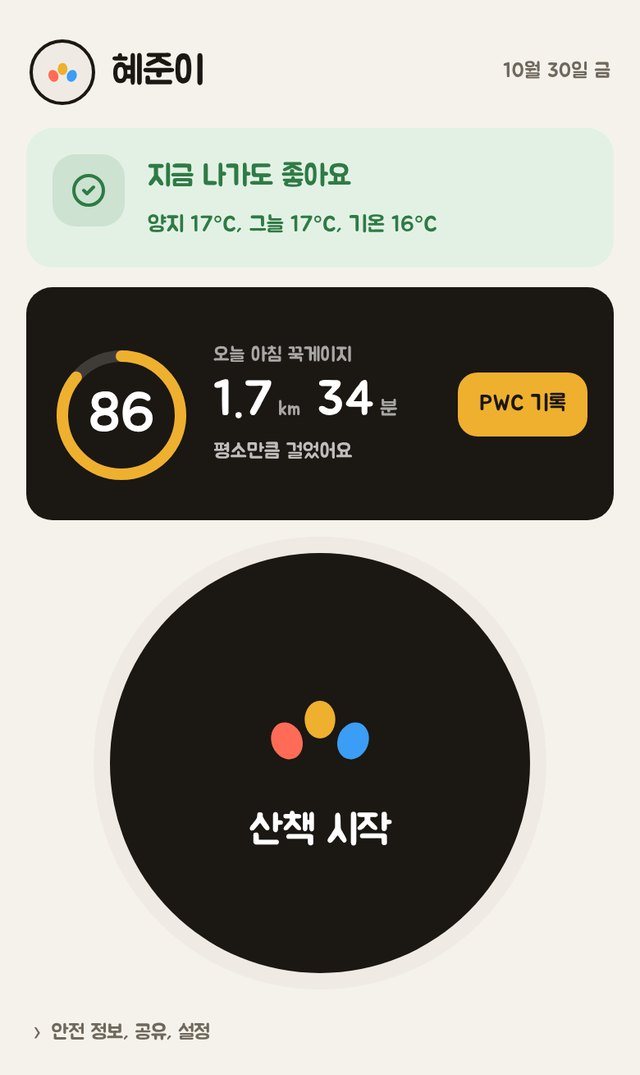 혜준이
10월 30일 금
지금 나가도 좋아요
양지 17°C, 그늘 17°C, 기온 16°C
86
오늘 아침 꾹게이지
1.7 km 34 분
평소만큼 걸었어요
PWC 기록
산책 시작
› 안전 정보, 공유, 설정